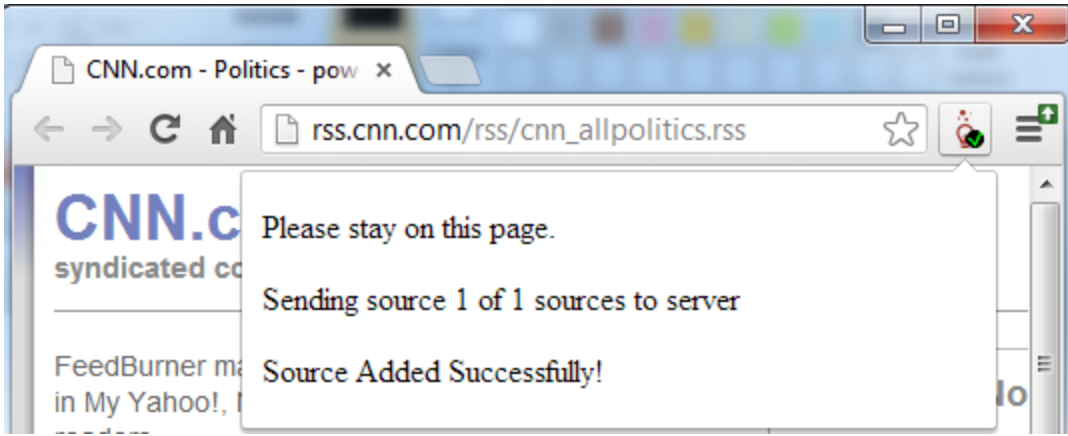 CNN.com - Politics - pow
rss.cnn.com/rss/cnn_allpolitics.rss
CNN.c
syndicated co
Please stay on this page.
Sending source 1 of 1 sources to server
Source Added Successfully!
FeedBurner ma
in My Yahoo!,
No